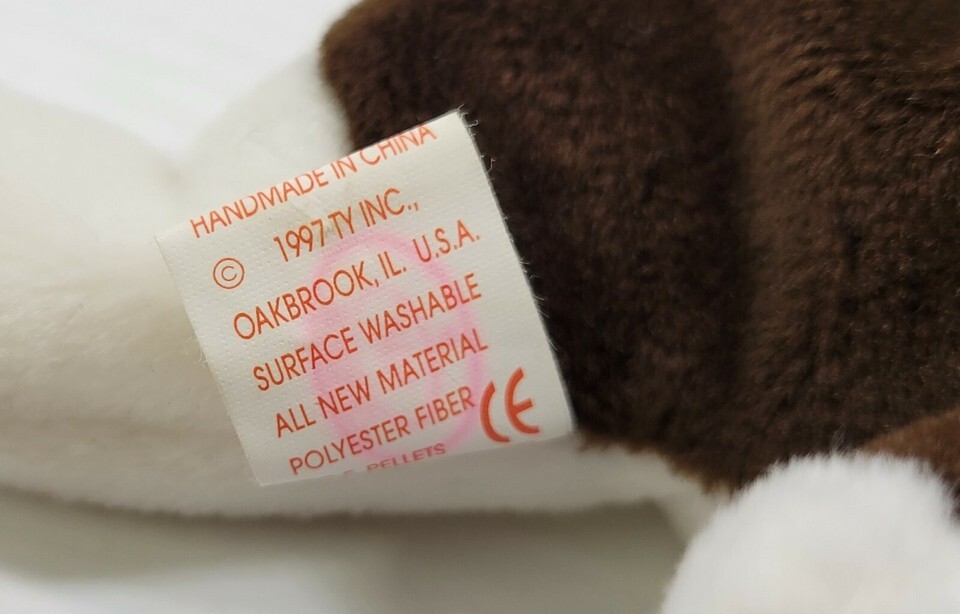 HANDMADE IN CHINA
© 1997 TY INC.,
OAKBROOK, IL. U.S.A.
SURFACE WASHABLE
ALL NEW MATERIAL
POLYESTER FIBER
PELLETS
CE